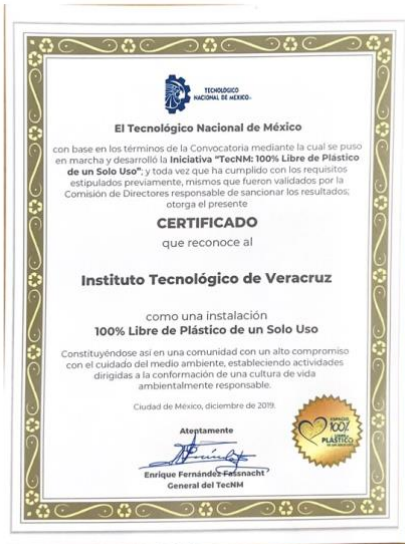 TECNOLÓGICO
NACIONAL DE MÉXICO
El Tecnológico Nacional de México
con base en los términos de la Convocatoria mediante la cual se puso
en marcha y desarrolló la Iniciativa "TecNM: 100% Libre de Plástico
de un Solo Uso"; y toda vez que ha cumplido con los requisitos
estipulados previamente, mismos que fueron validados por la
Comisión de Directores responsable de sancionar los resultados;
otorga el presente
CERTIFICADO
que reconoce al
Instituto Tecnológico de Veracruz
como una instalación
100% Libre de Plástico de un Solo Uso
Constituyéndose así en una comunidad con un alto compromiso
con el cuidado del medio ambiente, estableciendo actividades
dirigidas a la conformación de una cultura de vida
ambientalmente responsable.
Ciudad de México, diciembre de 2019.
Atentamente
Enrique Fernández Fassnacht
General del TecNM
100%
PLÁSTICO